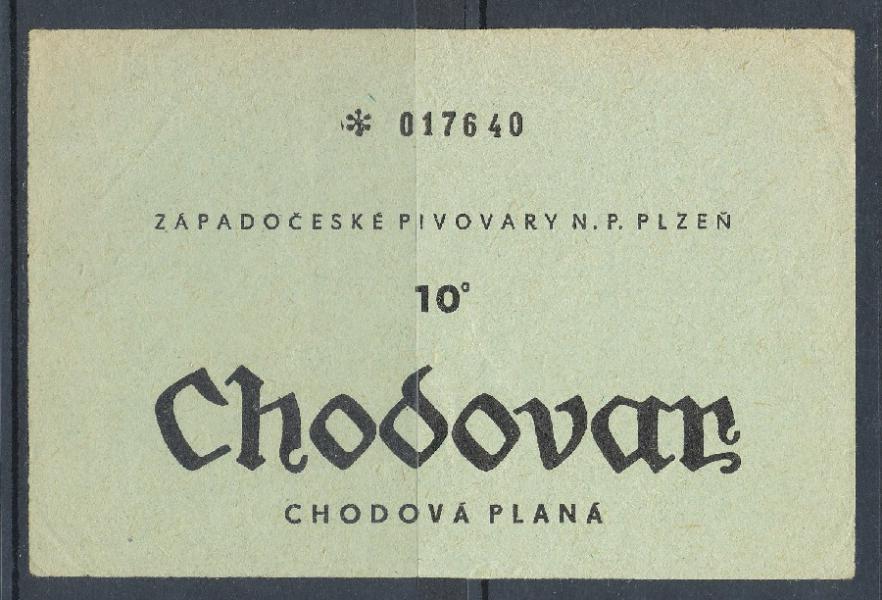 * 017640
ZÁPADOČESKÉ PIVOVARY N.P. PLZEŇ
10°
Chodovar
CHODOVÁ PLANÁ